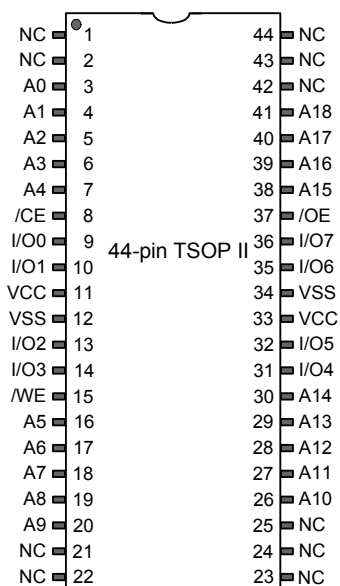 NC 1 44 NC
NC 2 43 NC
A0 3 42 NC
A1 4 41 A18
A2 5 40 A17
A3 6 39 A16
A4 7 38 A15
/CE 8 37 /OE
I/O0 9 36 I/O7
44-pin TSOP II
I/O1 10 35 I/O6
VCC 11 34 VSS
VSS 12 33 VCC
I/O2 13 32 I/O5
I/O3 14 31 I/O4
/WE 15 30 A14
A5 16 29 A13
A6 17 28 A12
A7 18 27 A11
A8 19 26 A10
A9 20 25 NC
NC 21 24 NC
NC 22 23 NC